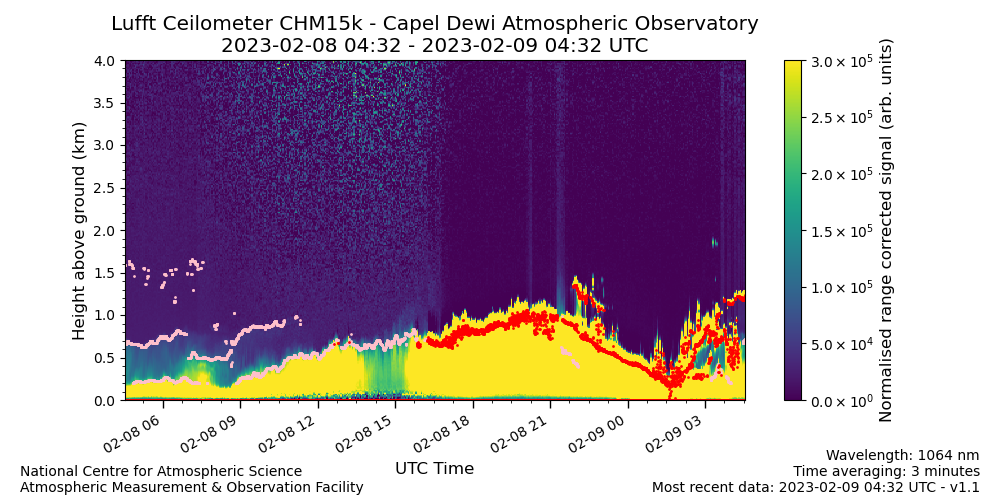 Lufft Ceilometer CHM15k - Capel Dewi Atmospheric Observatory
2023-02-08 04:32 - 2023-02-09 04:32 UTC
Height above ground (km)
4.0
3.5
3.0
2.5
2.0
1.5
1.0
0.5
0.0
02-08 06
02-08 09
02-08 12
02-08 15
02-08 18
02-08 21
02-09 00
02-09 03
UTC Time
3.0 × 10⁵
2.5 × 10⁵
2.0 × 10⁵
1.5 × 10⁵
1.0 × 10⁵
5.0 × 10⁴
0.0 × 10⁰
Normalised range corrected signal (arb. units)
National Centre for Atmospheric Science
Atmospheric Measurement & Observation Facility
Wavelength: 1064 nm
Time averaging: 3 minutes
Most recent data: 2023-02-09 04:32 UTC - v1.1